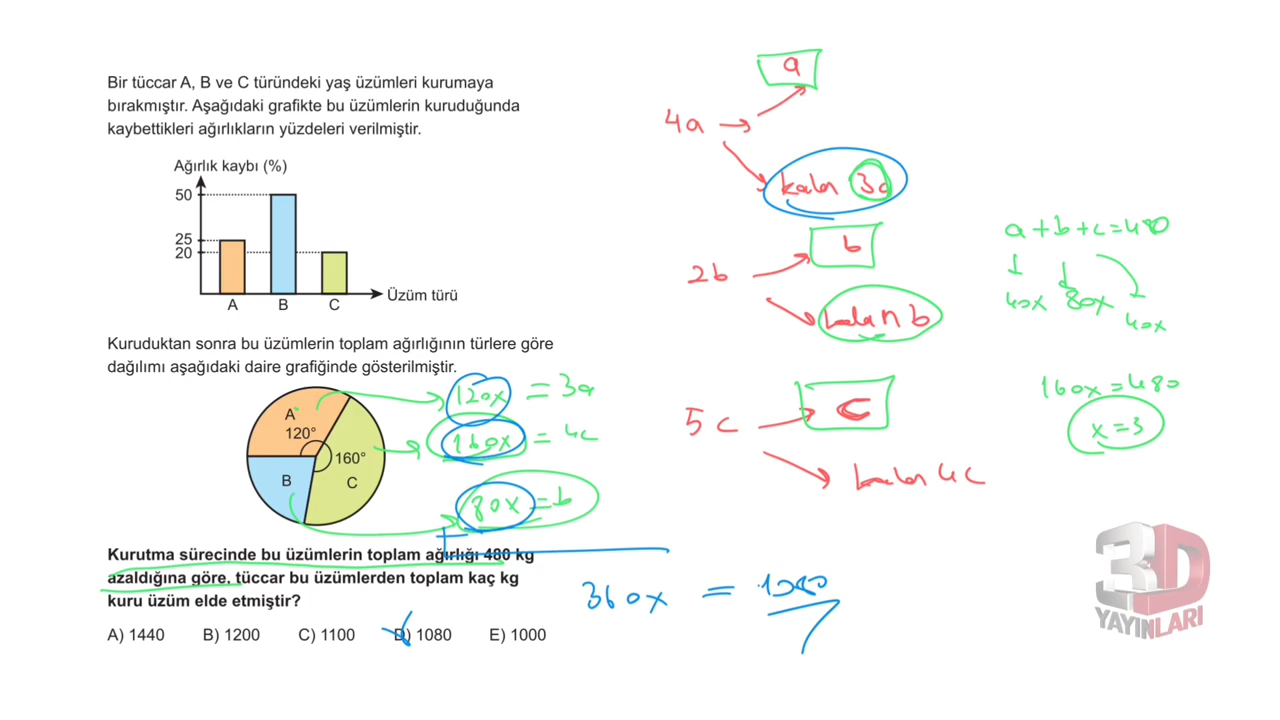 Bir tüccar A, B ve C türündeki yaş üzümleri kurumaya
bırakmıştır. Aşağıdaki grafikte bu üzümlerin kuruduğunda
kaybettikleri ağırlıkların yüzdeleri verilmiştir.
Ağırlık kaybı (%)
50
25
20
A B C
Üzüm türü
Kuruduktan sonra bu üzümlerin toplam ağırlığının türlere göre
dağılımı aşağıdaki daire grafiğinde gösterilmiştir.
A
120°
160°
B
C
120x = 3a
160x = 4c
80x = b
Kurutma sürecinde bu üzümlerin toplam ağırlığı 480 kg
azaldığına göre, tüccar bu üzümlerden toplam kaç kg
kuru üzüm elde etmiştir?
A) 1440 B) 1200 C) 1100 D) 1080 E) 1000
360x = 1080
a
4a
kalan 3a
b
2b
kalan b
c
5c
kalan 4c
a+b+c=480
40x 80x 40x
160x=480
x=3
3D
YAYINLARI